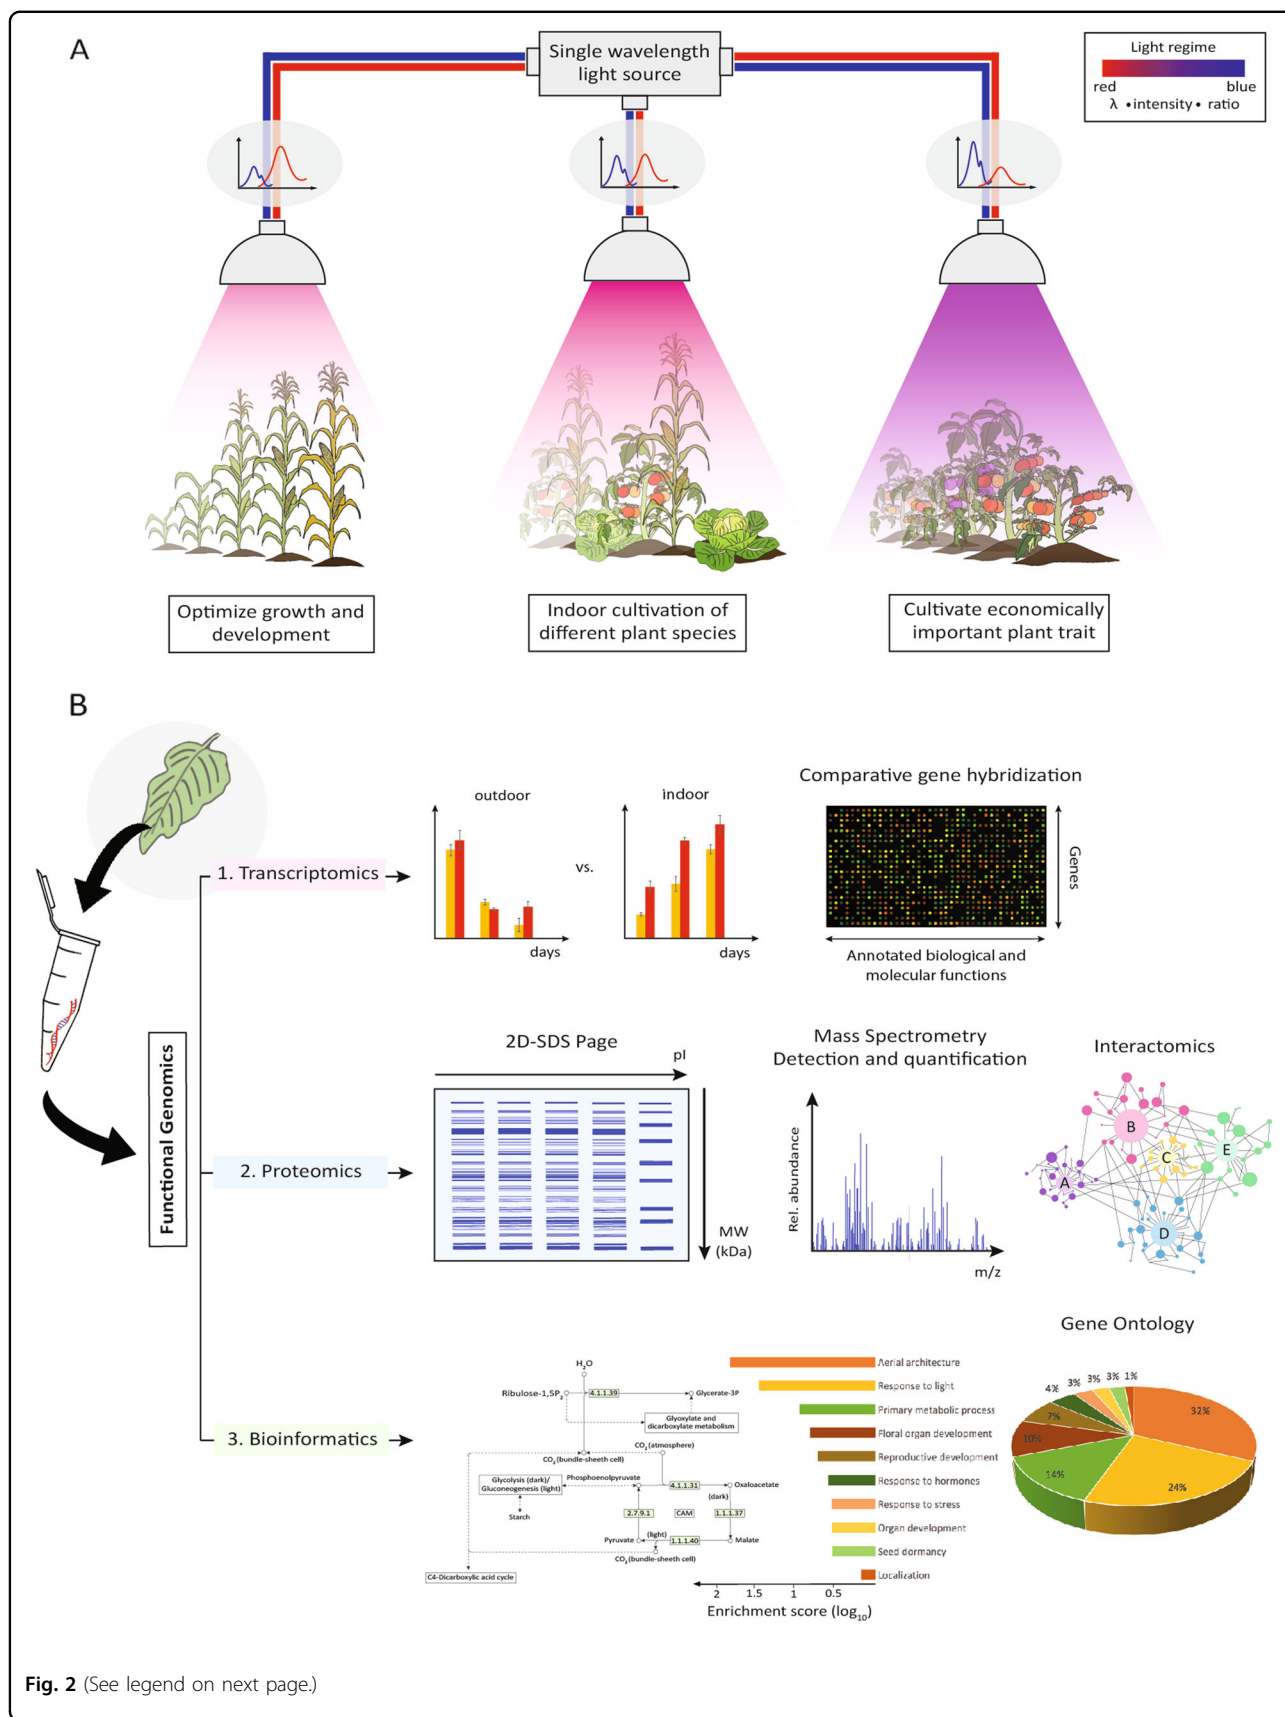 A
Single wavelength
light source
Light regime
red
blue
λ • intensity • ratio
Optimize growth and
development
Indoor cultivation of
different plant species
Cultivate economically
important plant trait
B
Functional Genomics
1. Transcriptomics
outdoor
days
vs.
indoor
days
Comparative gene hybridization
Genes
Annotated biological and
molecular functions
2. Proteomics
2D-SDS Page
pI
MW
(kDa)
Mass Spectrometry
Detection and quantification
Rel. abundance
m/z
Interactomics
A
B
C
D
E
3. Bioinformatics
H2O
Ribulose-1,5P2
4.1.1.39
Glycerate-3P
Glyoxylate and
dicarboxylate metabolism
CO2 (atmosphere)
CO2 (bundle-sheeth cell)
Glycolysis (dark)/
Gluconeogenesis (light)
Phosphoenolpyruvate
4.1.1.31
Oxaloacetate
(dark)
Starch
2.7.9.1
CAM
1.1.1.37
Pyruvate
(light)
1.1.1.40
Malate
CO2 (bundle-sheeth cell)
C4-Dicarboxylic acid cycle
Aerial architecture
Response to light
Primary metabolic process
Floral organ development
Reproductive development
Response to hormones
Response to stress
Organ development
Seed dormancy
Localization
2
1.5
1
0.5
Enrichment score (log10)
Gene Ontology
32%
24%
14%
10%
7%
4%
3%
3%
3%
1%
Fig. 2 (See legend on next page.)